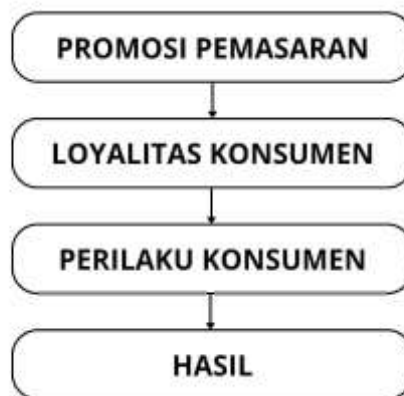 PROMOSI PEMASARAN
LOYALITAS KONSUMEN
PERILAKU KONSUMEN
HASIL